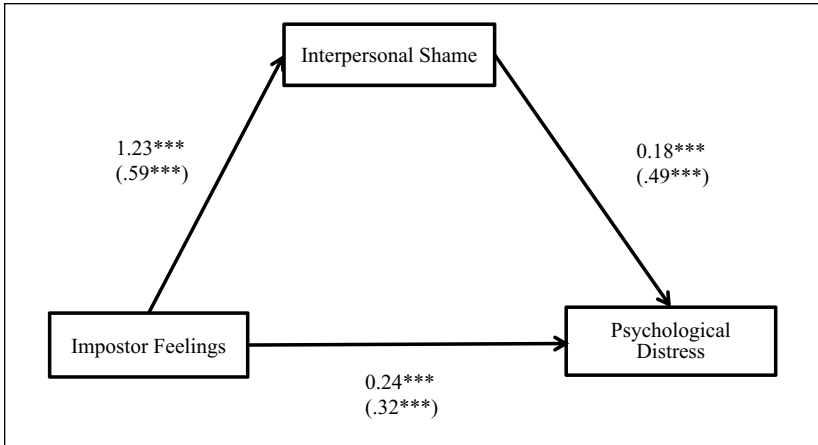 Interpersonal Shame
1.23***
(.59***)
0.18***
(.49***)
Impostor Feelings
Psychological
Distress
0.24***
(.32***)